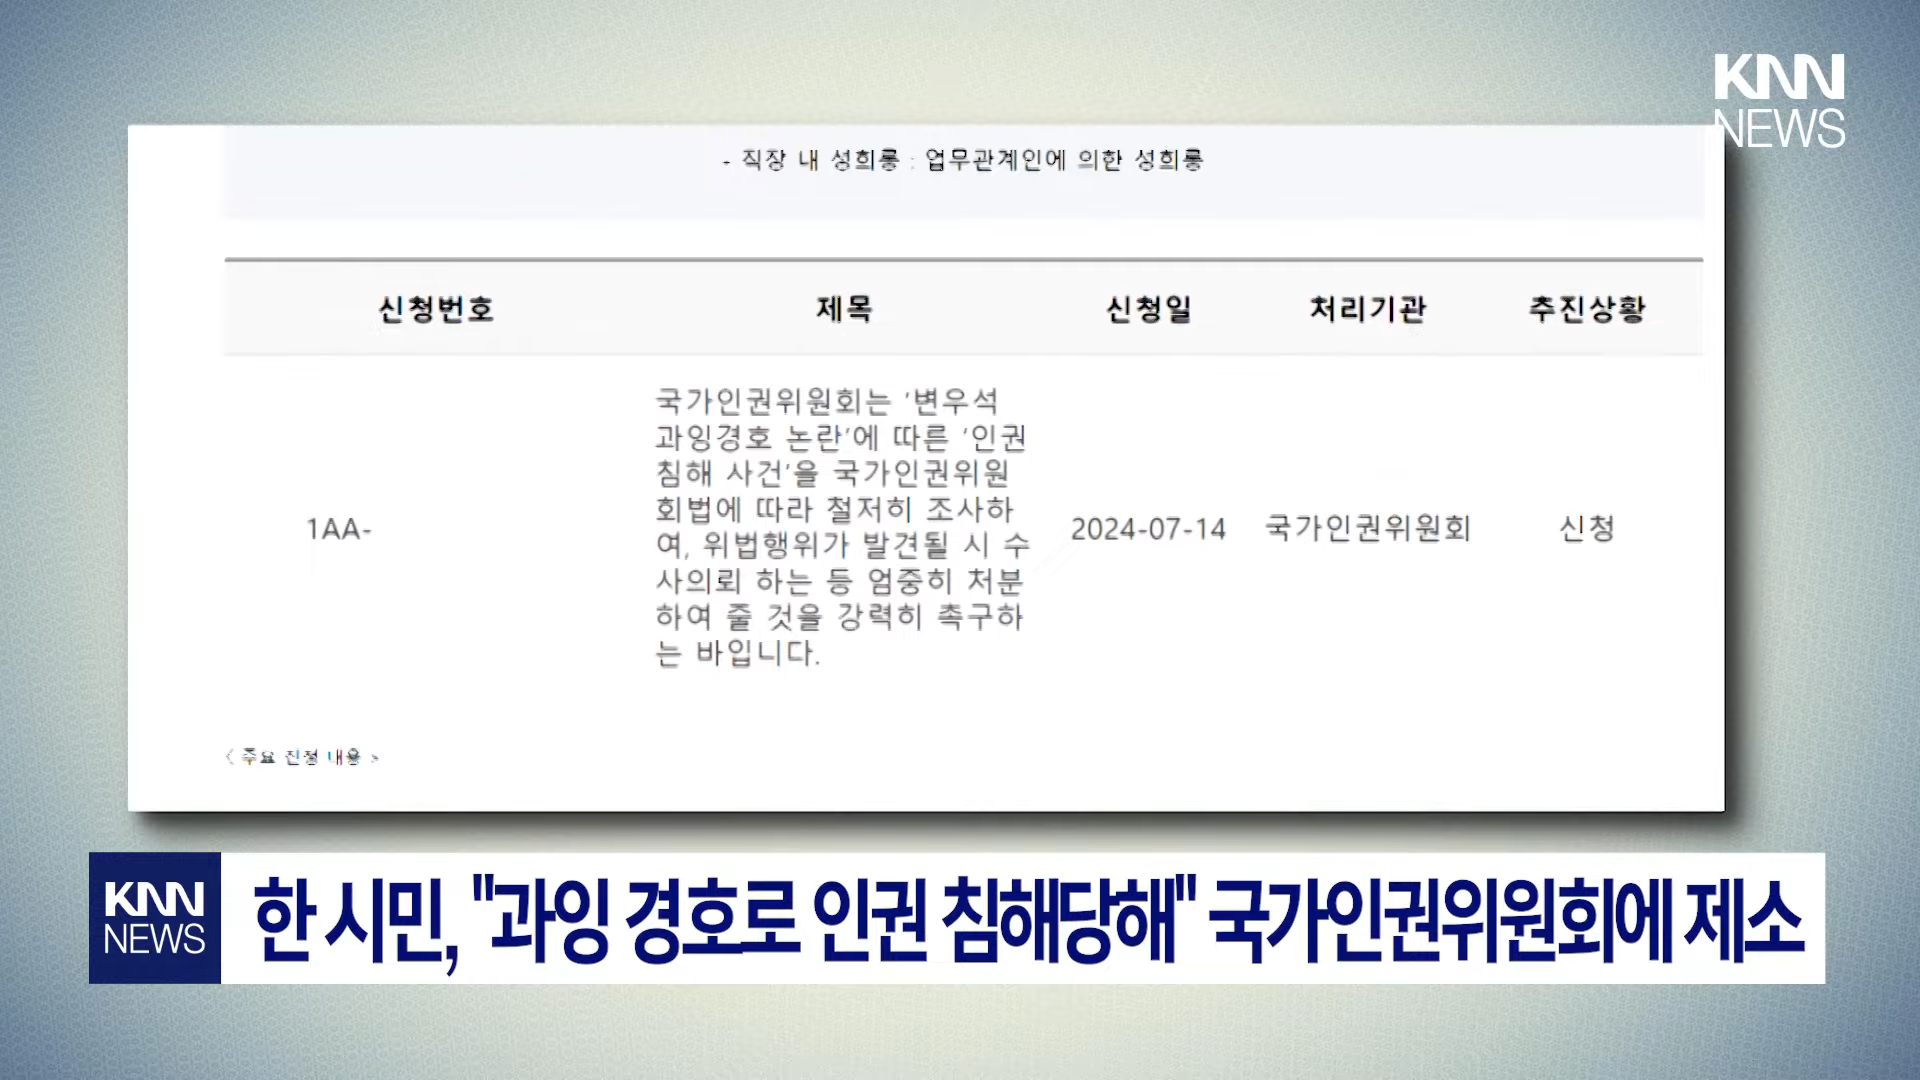 KNN
NEWS
- 직장 내 성희롱 : 업무관계인에 의한 성희롱
신청번호 제목 신청일 처리기관 추진상황
국가인권위원회는 '변우석
과잉경호 논란'에 따른 '인권
침해 사건'을 국가인권위원
회법에 따라 철저히 조사하
여, 위법행위가 발견될 시 수
사의뢰 하는 등 엄중히 처분
하여 줄 것을 강력히 촉구하
는 바입니다.
1AA- 2024-07-14 국가인권위원회 신청
< 주요 진정 내용 >
KNN
NEWS
한 시민, "과잉 경호로 인권 침해당해" 국가인권위원회에 제소